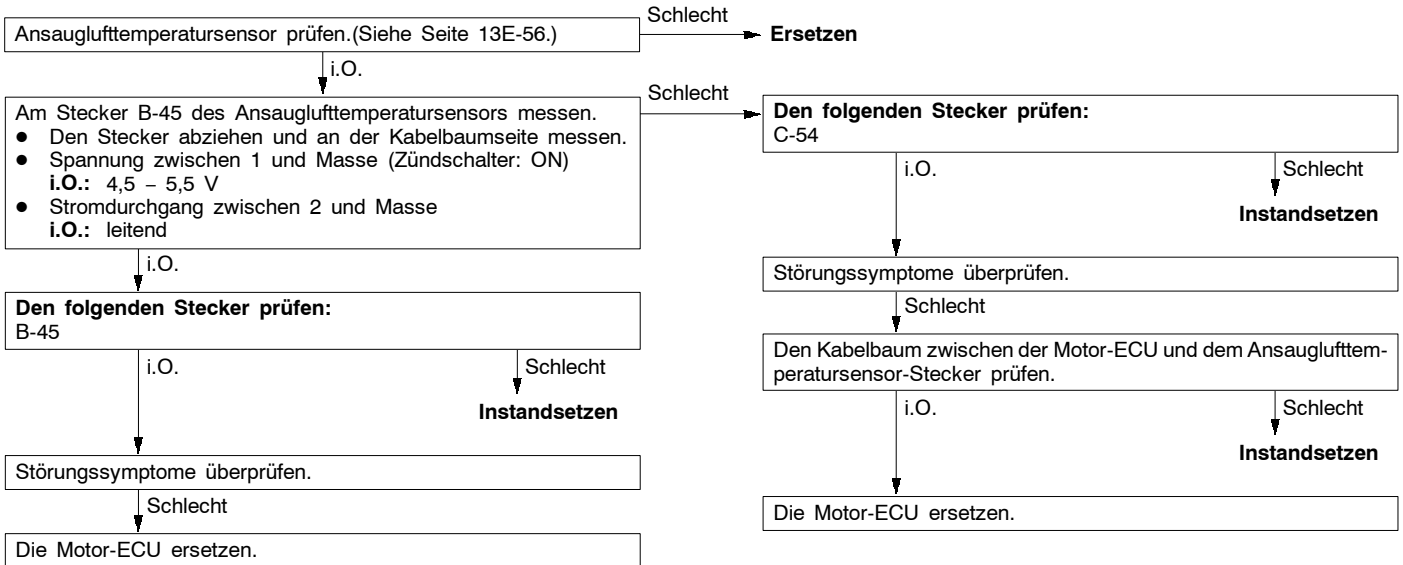 Ansauglufttemperatursensor prüfen.(Siehe Seite 13E-56.)
Schlecht
Ersetzen
i.O.
Am Stecker B-45 des Ansauglufttemperatursensors messen.
● Den Stecker abziehen und an der Kabelbaumseite messen.
● Spannung zwischen 1 und Masse (Zündschalter: ON)
i.O.: 4,5 – 5,5 V
● Stromdurchgang zwischen 2 und Masse
i.O.: leitend
Schlecht
i.O.
Den folgenden Stecker prüfen:
B-45
i.O.
Schlecht
Instandsetzen
Störungssymptome überprüfen.
Schlecht
Die Motor-ECU ersetzen.
Den folgenden Stecker prüfen:
C-54
i.O.
Schlecht
Instandsetzen
Störungssymptome überprüfen.
Schlecht
Den Kabelbaum zwischen der Motor-ECU und dem Ansauglufttem-
peratursensor-Stecker prüfen.
i.O.
Schlecht
Instandsetzen
Die Motor-ECU ersetzen.